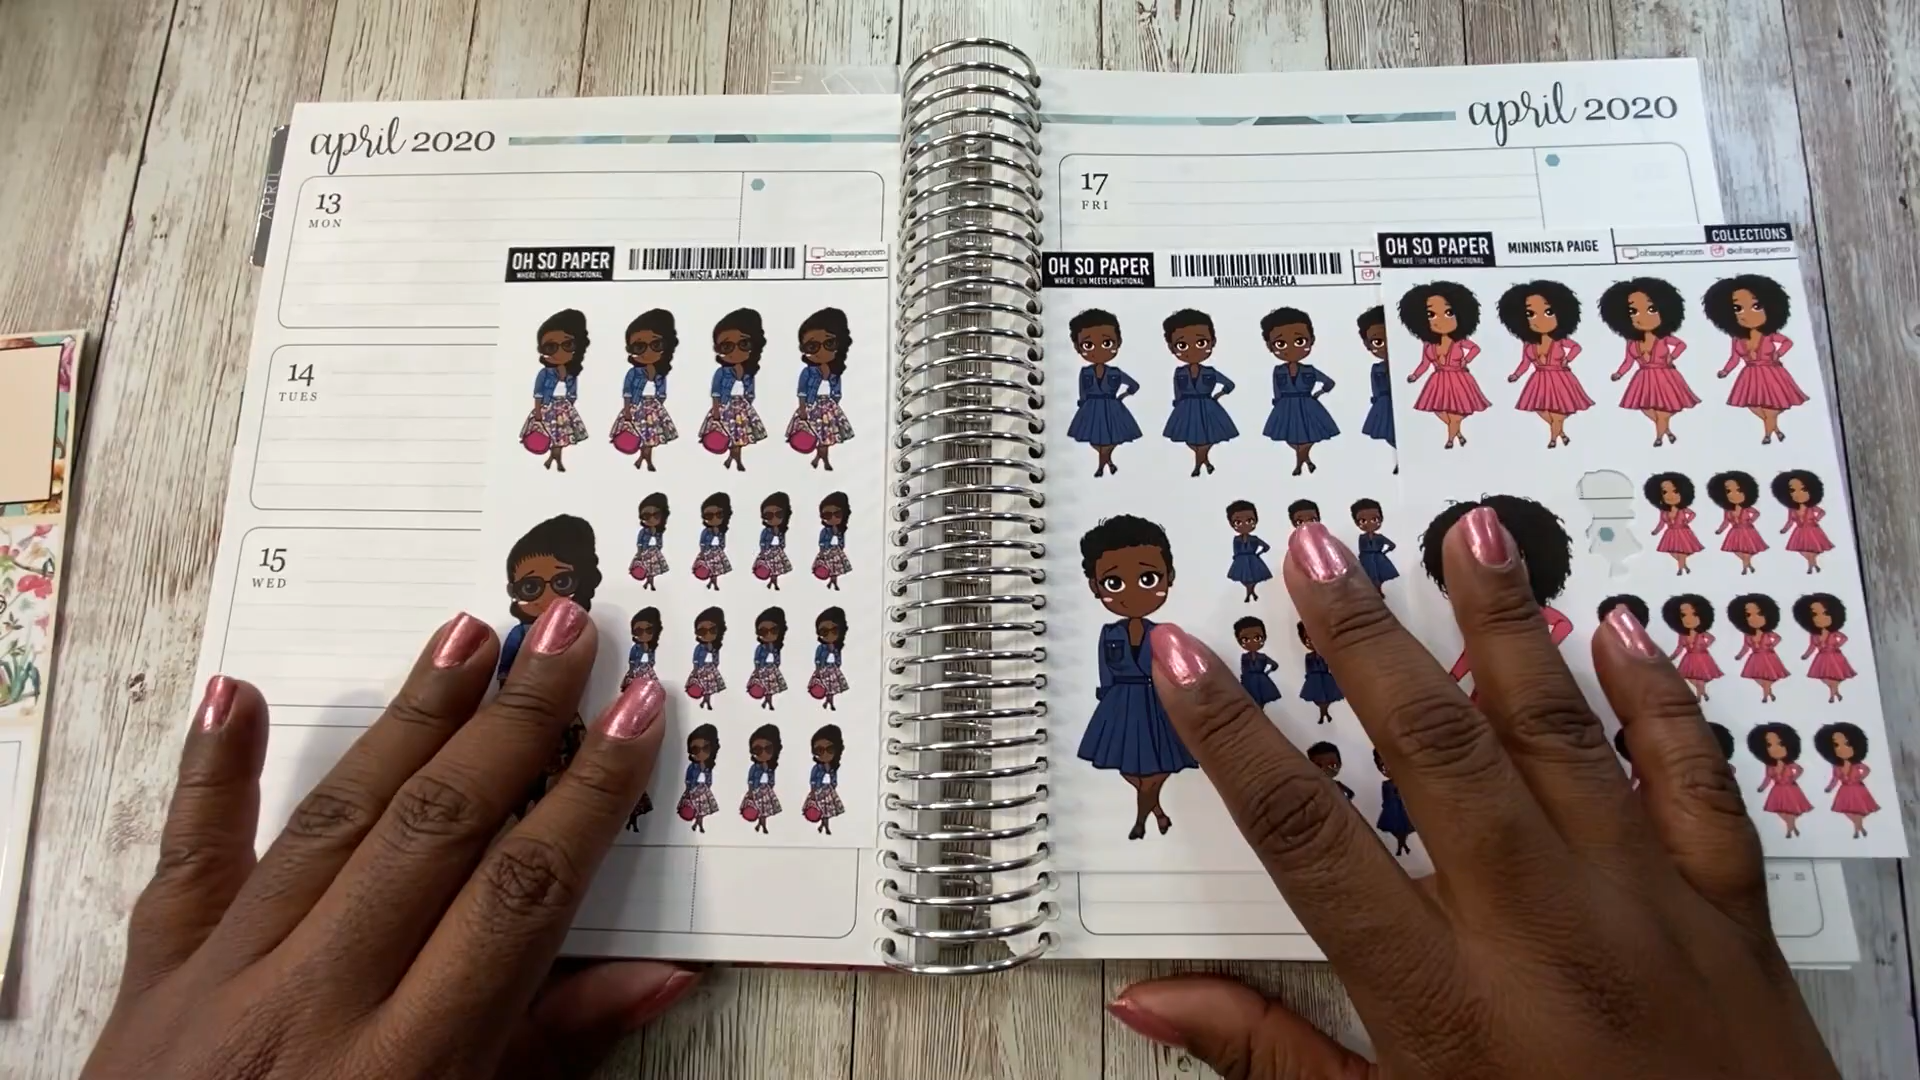 april 2020
april 2020
APRIL
13
MON
17
FRI
OH SO PAPER
WHERE FUN MEETS FUNCTIONAL
MININISTA AHMANI
ohsopaper.com
@ohsopaperco
OH SO PAPER
WHERE FUN MEETS FUNCTIONAL
MININISTA PAMELA
COLLECTIONS
OH SO PAPER
WHERE FUN MEETS FUNCTIONAL
MININISTA PAIGE
ohsopaper.com
@ohsopaperco
14
TUES
15
WED
24 25